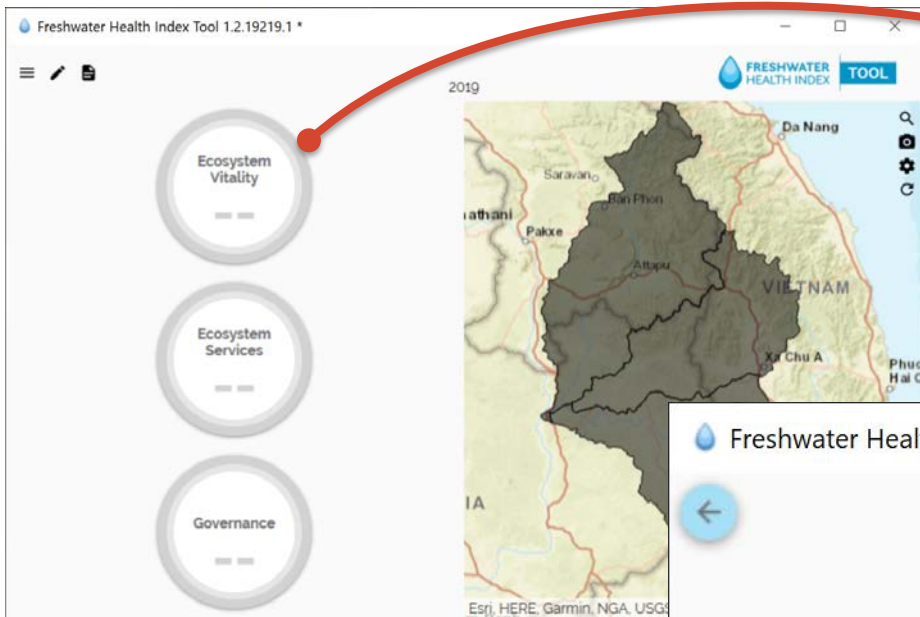 Freshwater Health Index Tool 1.2.19219.1 *
FRESHWATER
HEALTH INDEX
TOOL
2019
Ecosystem
Vitality
-- --
Ecosystem
Services
-- --
Governance
-- --
Da Nang
Saravan
Ban Phon
Pakxe
Attapu
VIETNAM
Xa Chu A
IA
Esri, HERE, Garmin, NGA, USGS
Freshwater Heal